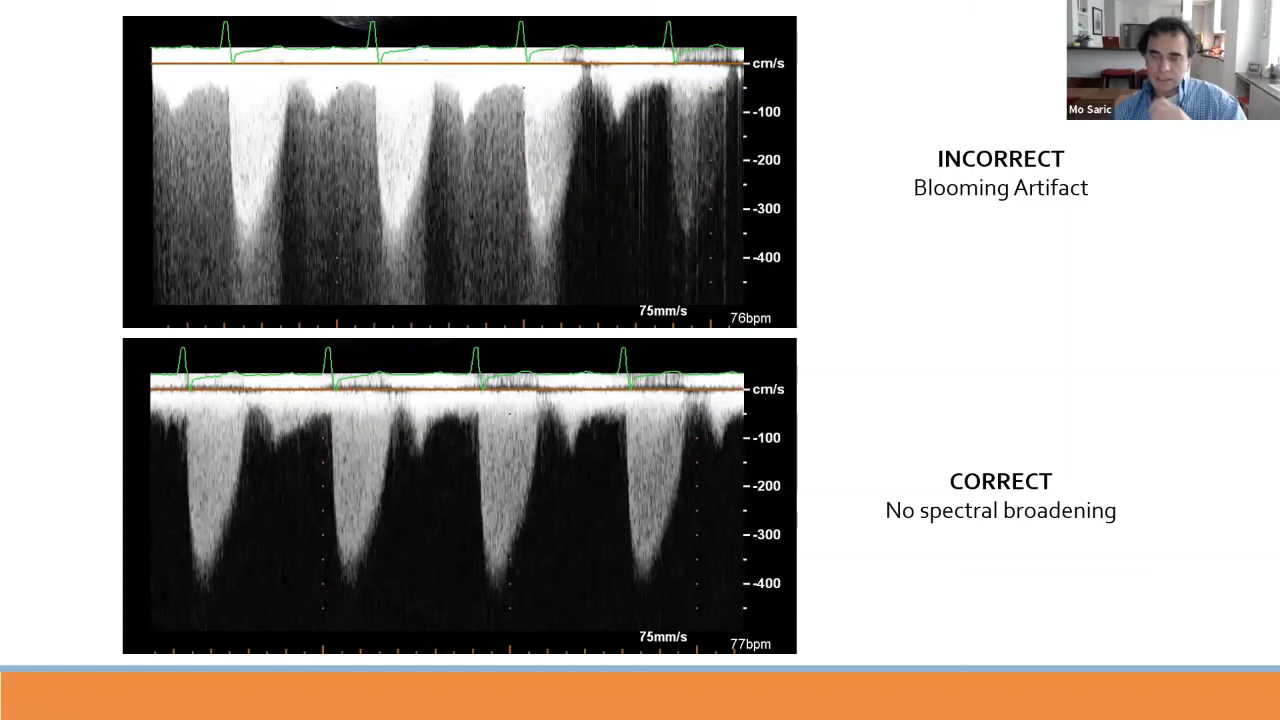 cm/s
-100
-200
-300
-400
75mm/s
76bpm
Mo Saric
INCORRECT
Blooming Artifact
cm/s
-100
-200
-300
-400
75mm/s
77bpm
CORRECT
No spectral broadening